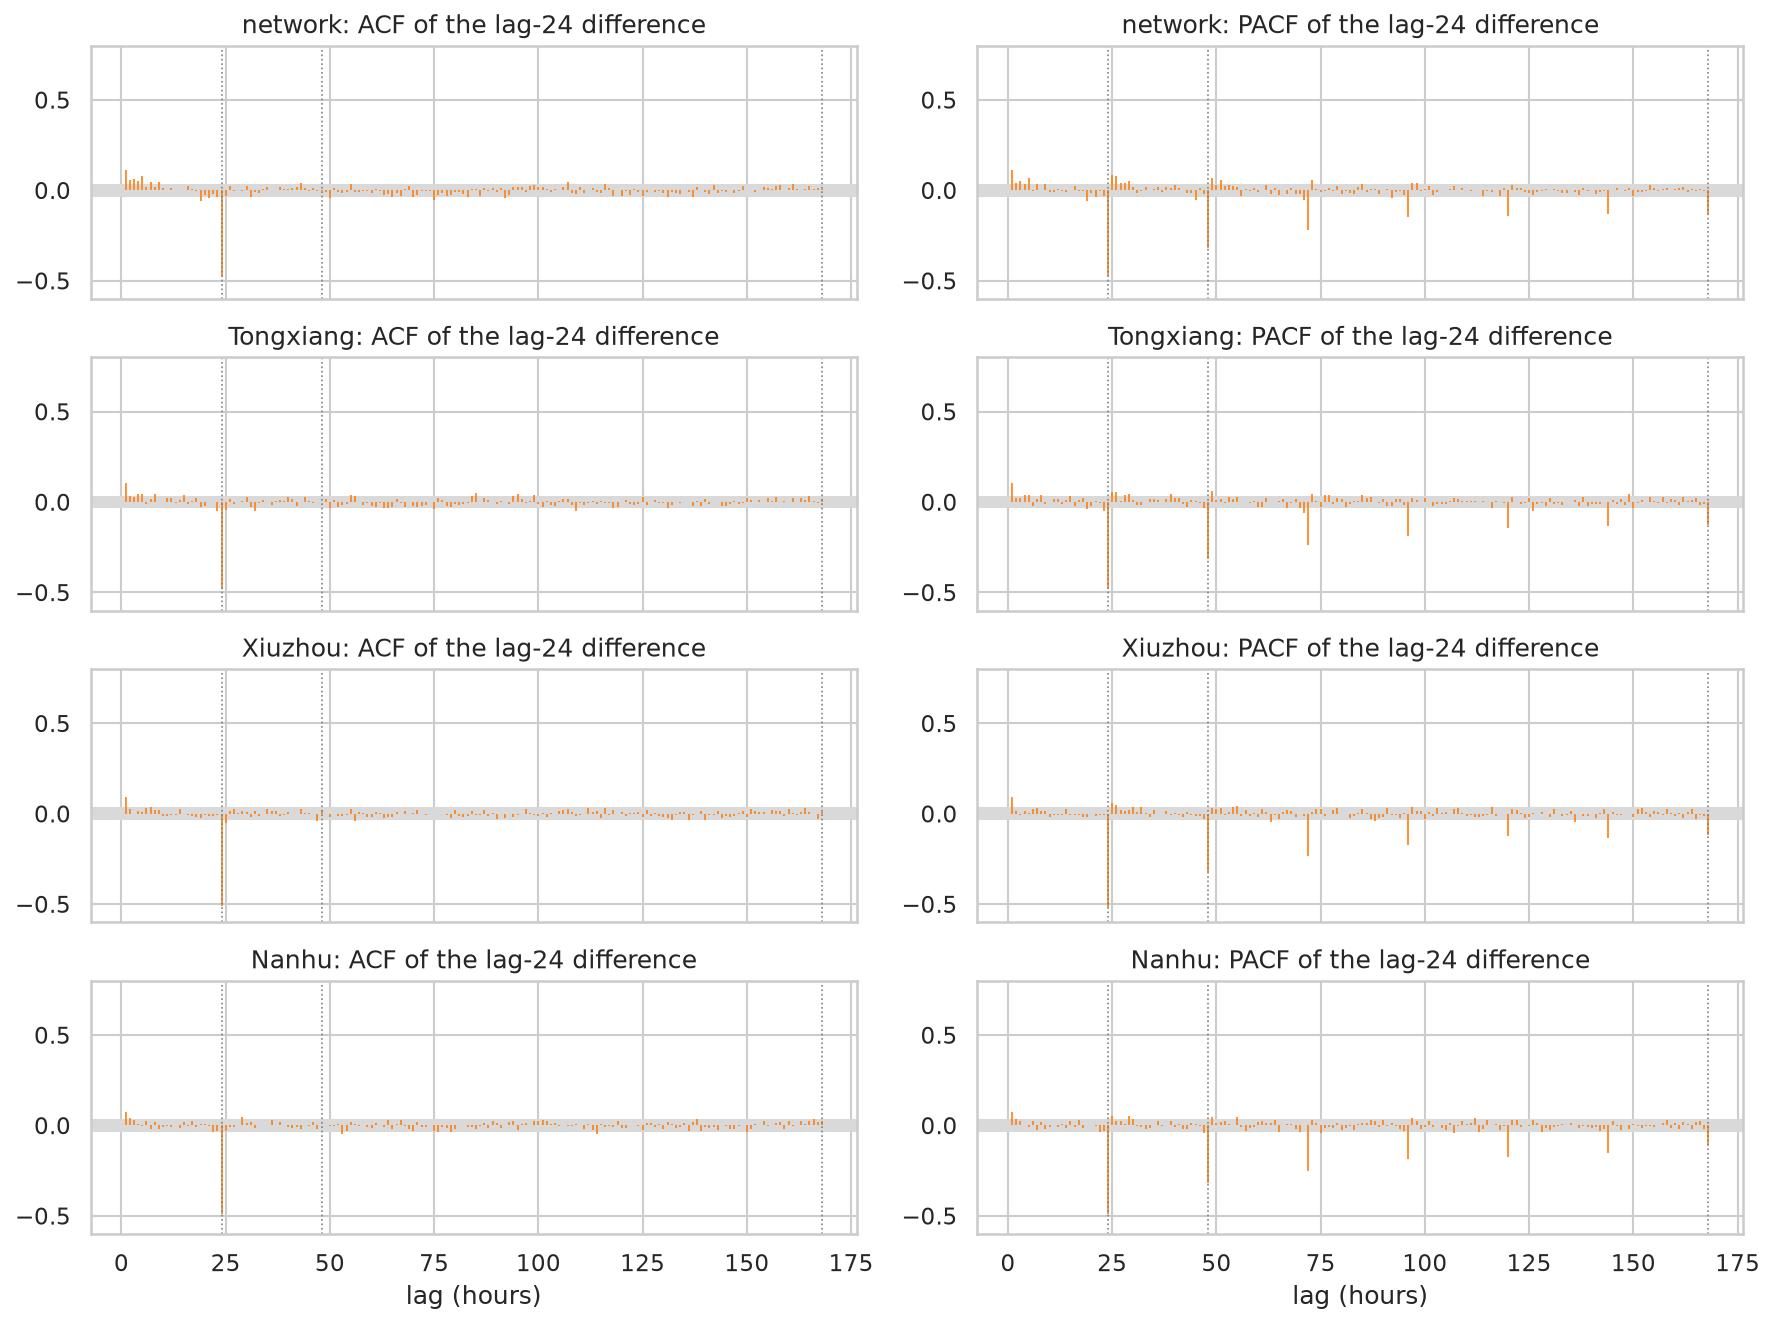 network: ACF of the lag-24 difference
network: PACF of the lag-24 difference
0.5
0.0
−0.5
0.5
0.0
−0.5
Tongxiang: ACF of the lag-24 difference
Tongxiang: PACF of the lag-24 difference
0.5
0.0
−0.5
0.5
0.0
−0.5
Xiuzhou: ACF of the lag-24 difference
Xiuzhou: PACF of the lag-24 difference
0.5
0.0
−0.5
0.5
0.0
−0.5
Nanhu: ACF of the lag-24 difference
Nanhu: PACF of the lag-24 difference
0.5
0.0
−0.5
0.5
0.0
−0.5
0 25 50 75 100 125 150 175
0 25 50 75 100 125 150 175
lag (hours)
lag (hours)